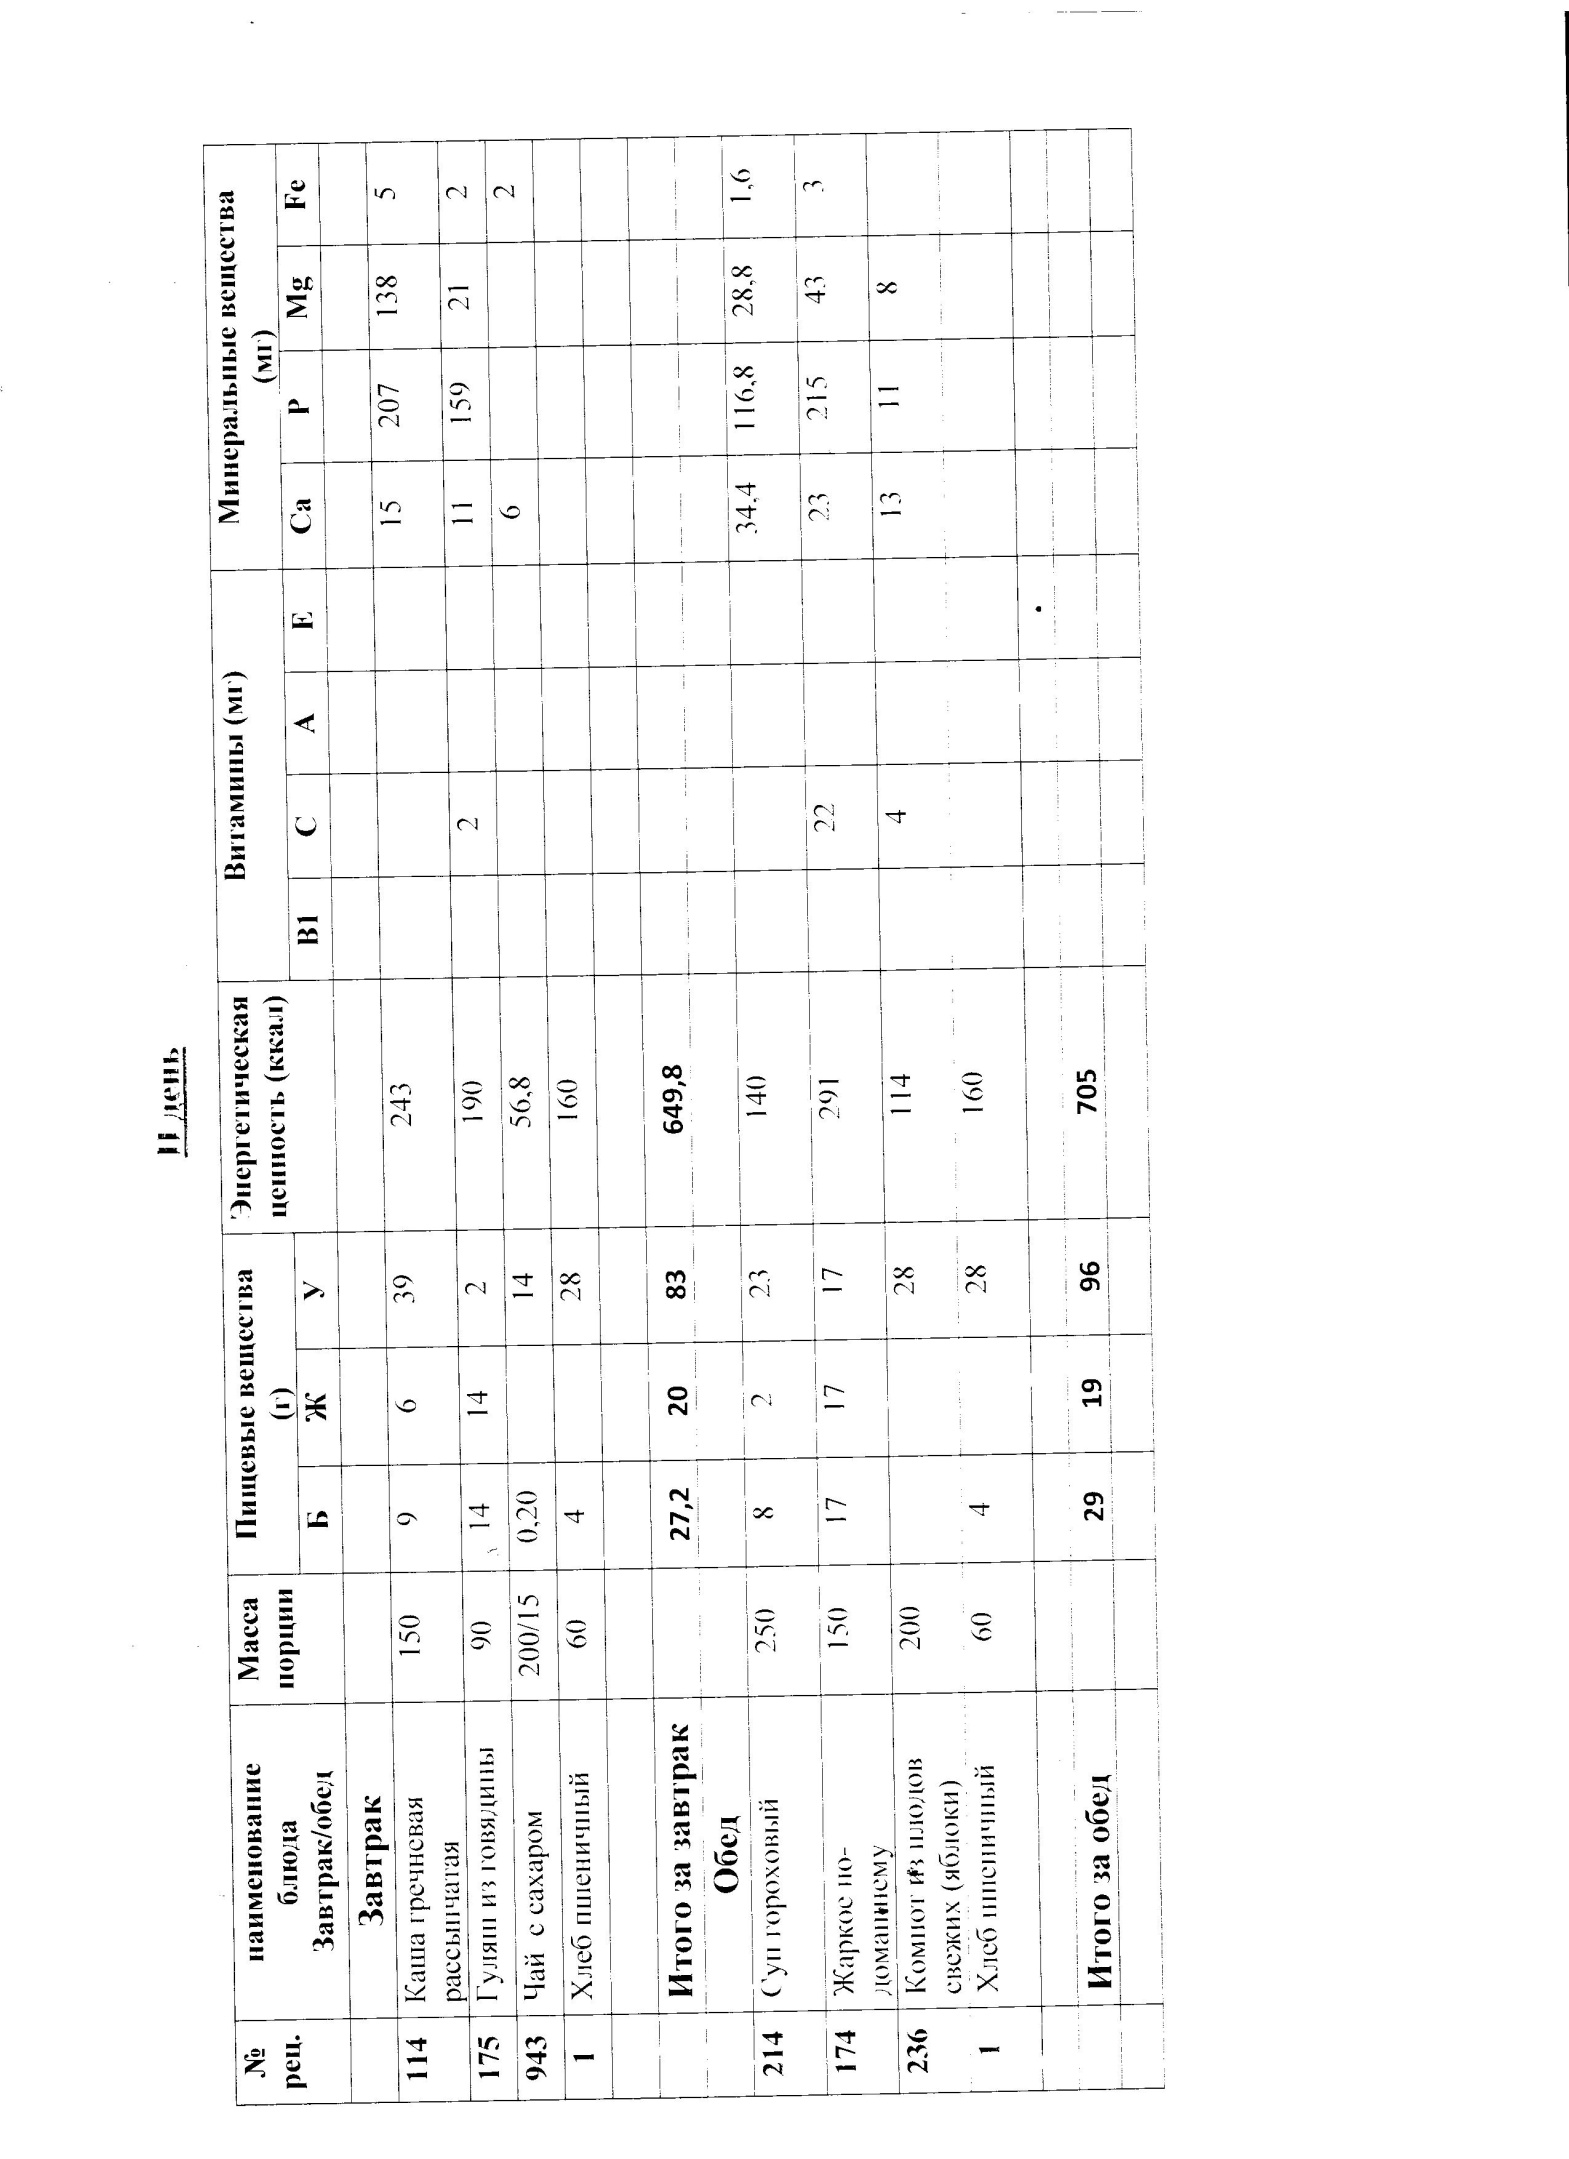 II день
№ рец. наименование блюда Завтрак/обед Масса порции Пищевые вещества (г) Энергетическая ценность (ккал) Витамины (мг) Минеральные вещества (мг)
Б Ж У В1 С А Е Ca P Mg Fe
Завтрак
114 Каша гречневая рассыпчатая 150 9 6 39 243 15 207 138 5
175 Гуляш из говядины 90 14 14 2 190 2 11 159 21 2
943 Чай с сахаром 200/15 0,20 14 56,8 6 2
1 Хлеб пшеничный 60 4 28 160
Итого за завтрак 27,2 20 83 649,8
Обед
214 Суп гороховый 250 8 2 23 140 34.4 116,8 28,8 1,6
174 Жаркое по-домашнему 150 17 17 17 291 22 23 215 43 3
236 Компот из плодов свежих (яблоки) 200 28 114 4 13 11 8
1 Хлеб пшеничный 60 4 28 160
Итого за обед 29 19 96 705